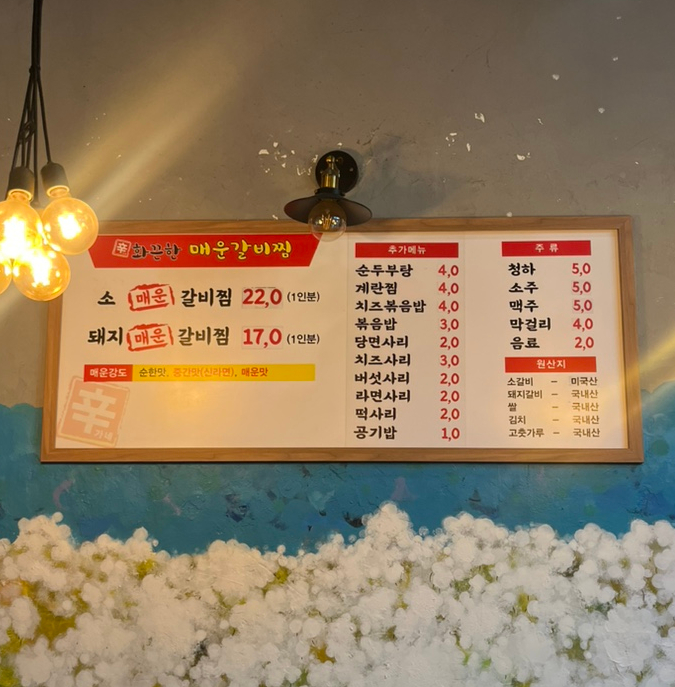 辛 화끈한 매운갈비찜
소 매운 갈비찜 22,0 (1인분)
돼지 매운 갈비찜 17,0 (1인분)
매운강도 순한맛, 중간맛(신라면), 매운맛
辛
가네
추가메뉴
순두부탕 4,0
계란찜 4,0
치즈볶음밥 4,0
볶음밥 3,0
당면사리 2,0
치즈사리 3,0
버섯사리 2,0
라면사리 2,0
떡사리 2,0
공기밥 1,0
주 류
청하 5,0
소주 5,0
맥주 5,0
막걸리 4,0
음료 2,0
원산지
소갈비 – 미국산
돼지갈비 – 국내산
쌀 – 국내산
김치 – 국내산
고춧가루 – 국내산